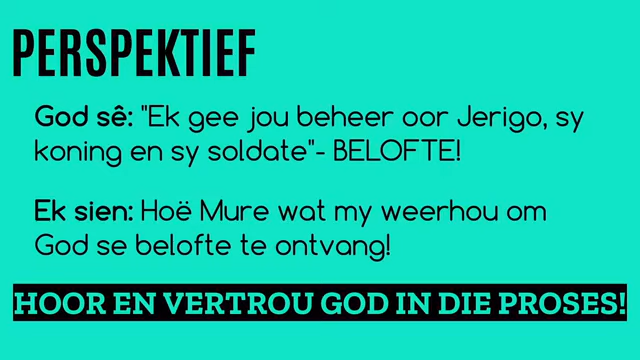 PERSPEKTIEF
God sê: "Ek gee jou beheer oor Jerigo, sy
koning en sy soldate"- BELOFTE!
Ek sien: Hoë Mure wat my weerhou om
God se belofte te ontvang!
HOOR EN VERTROU GOD IN DIE PROSES!